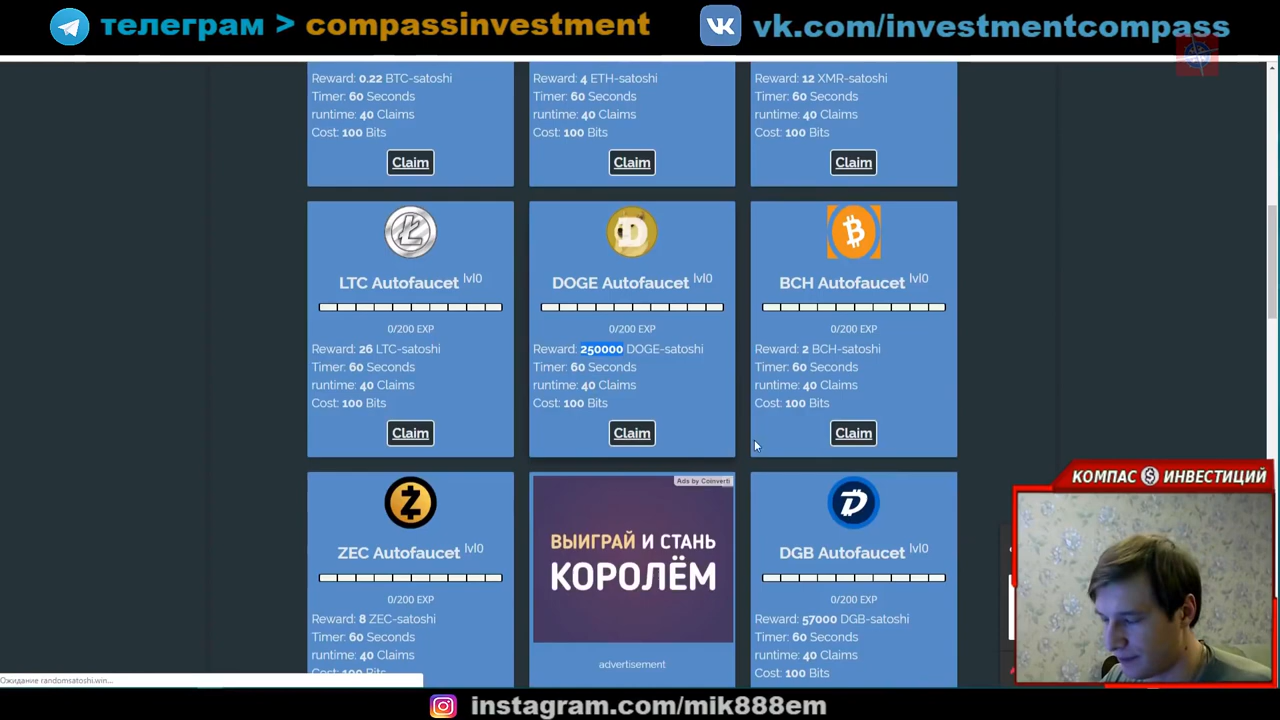 телеграм > compassinvestment
vk.com/investmentcompass
Reward: 0.22 BTC-satoshi
Timer: 60 Seconds
runtime: 40 Claims
Cost: 100 Bits
Claim
Reward: 4 ETH-satoshi
Timer: 60 Seconds
runtime: 40 Claims
Cost: 100 Bits
Claim
Reward: 12 XMR-satoshi
Timer: 60 Seconds
runtime: 40 Claims
Cost: 100 Bits
Claim
LTC Autofaucet lvl0
0/200 EXP
Reward: 26 LTC-satoshi
Timer: 60 Seconds
runtime: 40 Claims
Cost: 100 Bits
Claim
DOGE Autofaucet lvl0
0/200 EXP
Reward: 250000 DOGE-satoshi
Timer: 60 Seconds
runtime: 40 Claims
Cost: 100 Bits
Claim
BCH Autofaucet lvl0
0/200 EXP
Reward: 2 BCH-satoshi
Timer: 60 Seconds
runtime: 40 Claims
Cost: 100 Bits
Claim
ZEC Autofaucet lvl0
0/200 EXP
Reward: 8 ZEC-satoshi
Timer: 60 Seconds
runtime: 40 Claims
Cost: 100 Bits
Ads by Coinverti
ВЫИГРАЙ И СТАНЬ
КОРОЛЁМ
advertisement
DGB Autofaucet lvl0
0/200 EXP
Reward: 57000 DGB-satoshi
Timer: 60 Seconds
runtime: 40 Claims
Cost: 100 Bits
КОМПАС $ ИНВЕСТИЦИЙ
Ожидание randomsatoshi.win...
instagram.com/mik888em